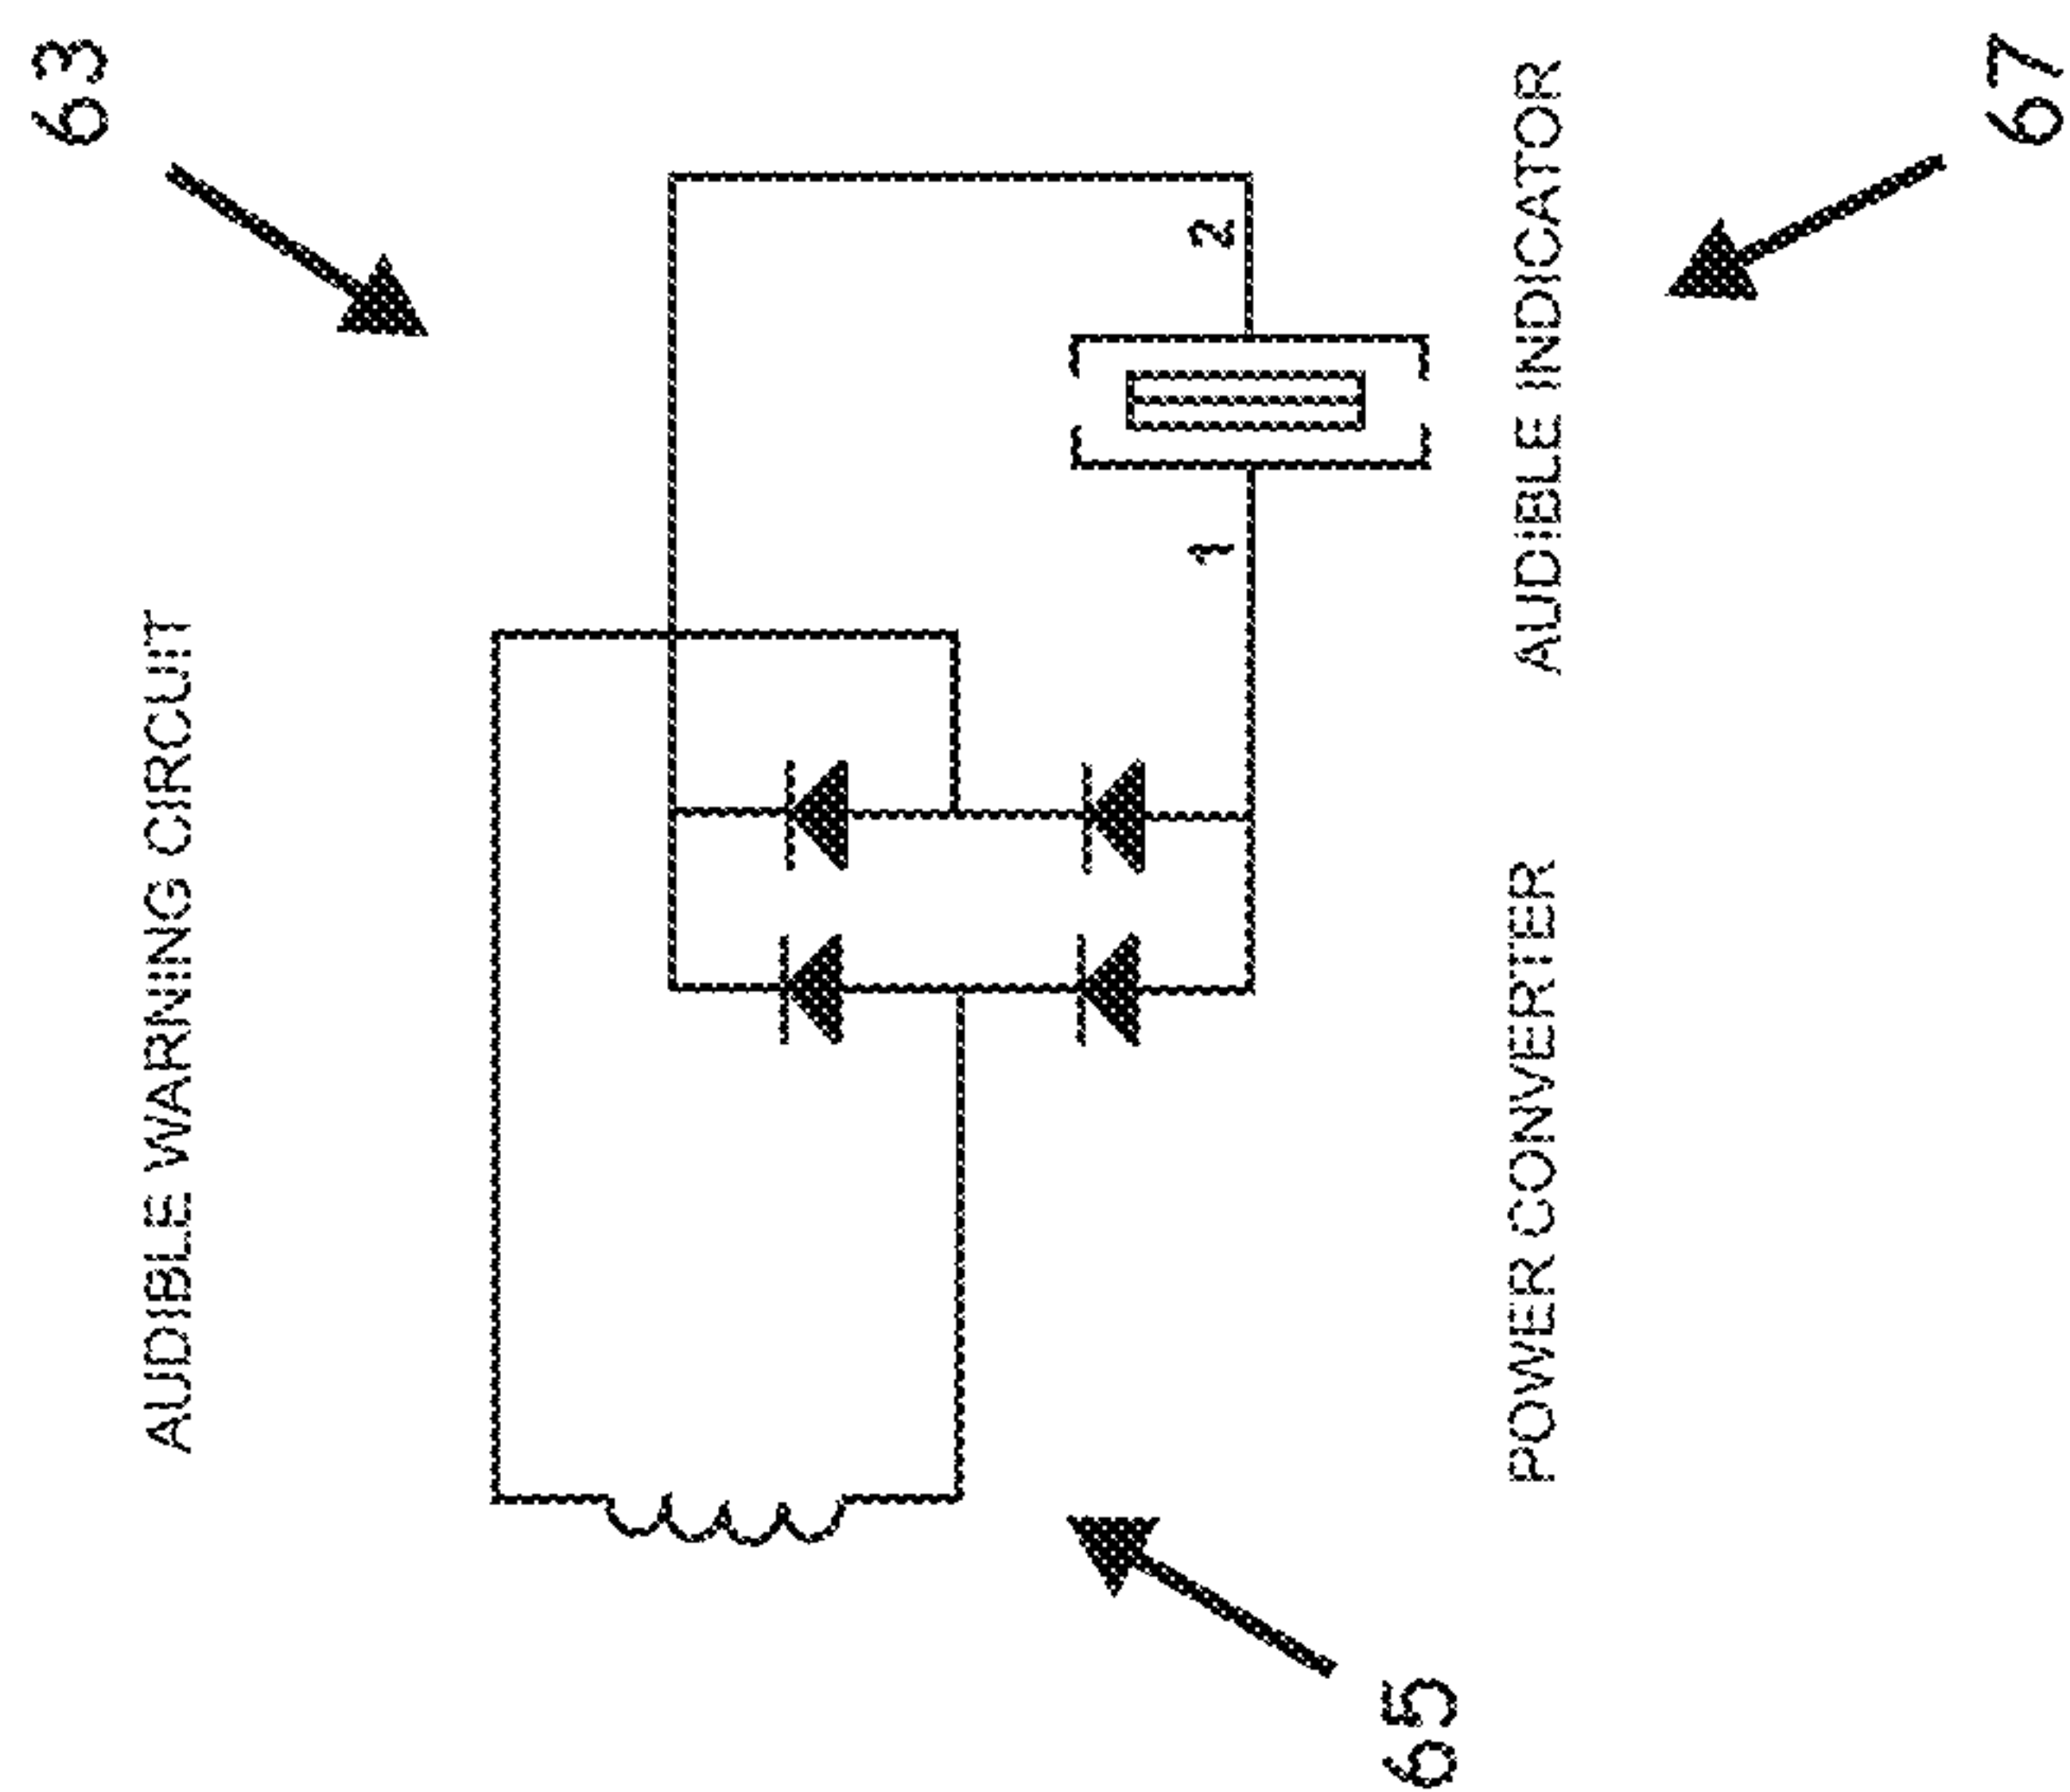 63
AUDIBLE WARNING CIRCUIT
1
2
POWER CONVERTER
AUDIBLE INDICATOR
65
67